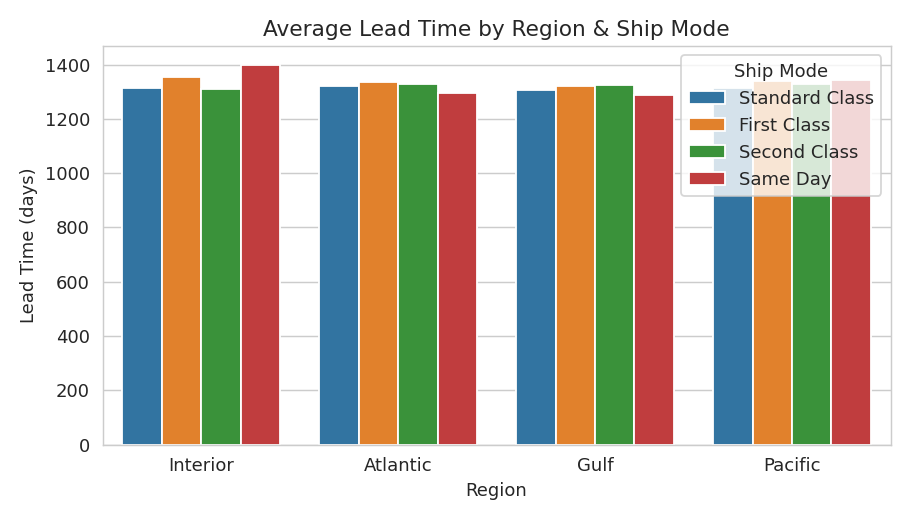 Average Lead Time by Region & Ship Mode
Lead Time (days)
1400
1200
1000
800
600
400
200
0
Ship Mode
Standard Class
First Class
Second Class
Same Day
Interior
Atlantic
Gulf
Pacific
Region